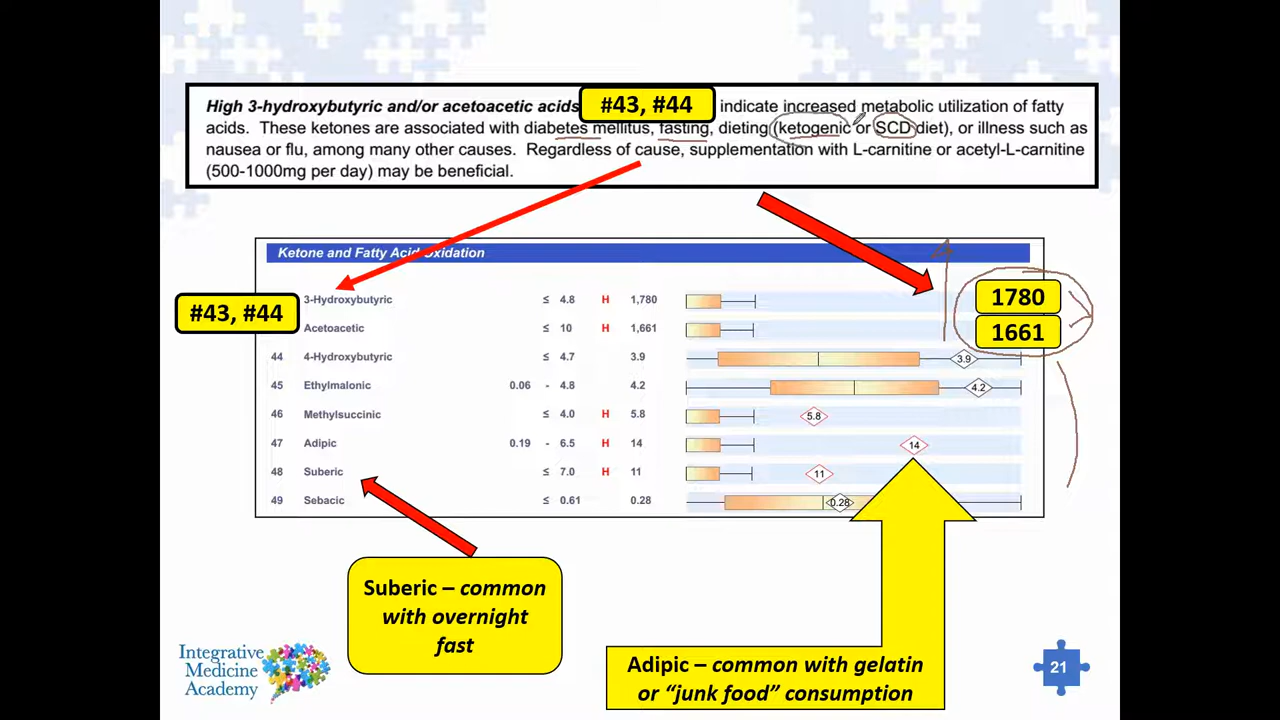 High 3-hydroxybutyric and/or acetoacetic acids #43, #44 indicate increased metabolic utilization of fatty
acids. These ketones are associated with diabetes mellitus, fasting, dieting (ketogenic or SCD diet), or illness such as
nausea or flu, among many other causes. Regardless of cause, supplementation with L-carnitine or acetyl-L-carnitine
(500-1000mg per day) may be beneficial.
Ketone and Fatty Acid Oxidation
#43, #44
3-Hydroxybutyric ≤ 4.8 H 1,780 1780
Acetoacetic ≤ 10 H 1,661 1661
44 4-Hydroxybutyric ≤ 4.7 3.9 3.9
45 Ethylmalonic 0.06 - 4.8 4.2 4.2
46 Methylsuccinic ≤ 4.0 H 5.8 5.8
47 Adipic 0.19 - 6.5 H 14 14
48 Suberic ≤ 7.0 H 11 11
49 Sebacic ≤ 0.61 0.28 0.28
Suberic – common
with overnight
fast
Adipic – common with gelatin
or “junk food” consumption
Integrative
Medicine
Academy
21